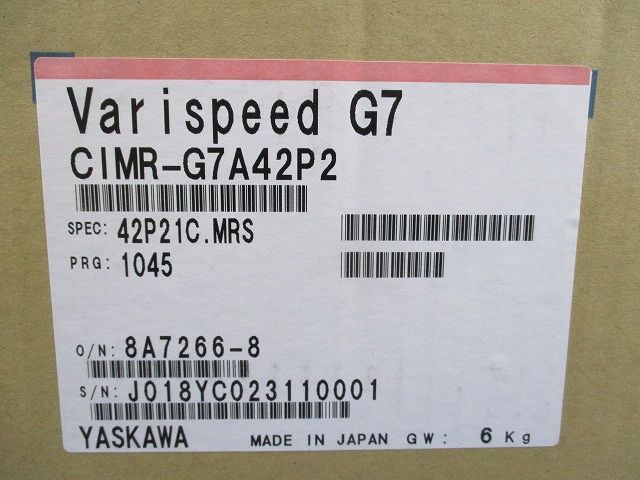 Varispeed G7
CIMR-G7A42P2
SPEC: 42P21C.MRS
PRG: 1045
O/N: 8A7266-8
S/N: J018YC023110001
YASKAWA MADE IN JAPAN GW: 6 Kg